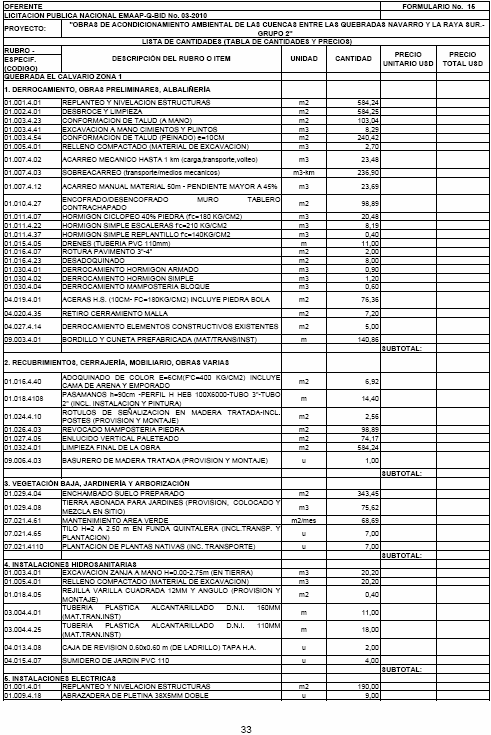 OFERENTE FORMULARIO No. 15
LICITACION PUBLICA NACIONAL EMAAP-Q-BID No. 03-2010
PROYECTO: "OBRAS DE ACONDICIONAMIENTO AMBIENTAL DE LAS CUENCAS ENTRE LAS QUEBRADAS NAVARRO Y LA RAYA SUR.-
GRUPO 2"
LISTA DE CANTIDADES (TABLA DE CANTIDADES Y PRECIOS)
RUBRO -
ESPECIF.
(CODIGO) DESCRIPCIÓN DEL RUBRO O ITEM UNIDAD CANTIDAD PRECIO
UNITARIO USD PRECIO
TOTAL USD
QUEBRADA EL CALVARIO ZONA 1
1. DERROCAMIENTO, OBRAS PRELIMINARES, ALBALIÑERÍA
01.001.4.01 REPLANTEO Y NIVELACION ESTRUCTURAS m2 584,24
01.002.4.01 DESBROCE Y LIMPIEZA m2 584,25
01.003.4.23 CONFORMACION DE TALUD (A MANO) m2 103,04
01.003.4.41 EXCAVACION A MANO CIMIENTOS Y PLINTOS m3 8,29
01.003.4.54 CONFORMACION DE TALUD (PEINADO) e=10CM m2 240,42
01.005.4.01 RELLENO COMPACTADO (MATERIAL DE EXCAVACION) m3 2,70
01.007.4.02 ACARREO MECANICO HASTA 1 km (carga,transporte,volteo) m3 23,48
01.007.4.03 SOBREACARREO (transporte/medios mecanicos) m3-km 236,90
01.007.4.12 ACARREO MANUAL MATERIAL 50m - PENDIENTE MAYOR A 45% m3 23,69
01.010.4.27 ENCOFRADO/DESENCOFRADO MURO TABLERO
CONTRACHAPADO m2 98,89
01.011.4.07 HORMIGON CICLOPEO 40% PIEDRA (f'c=180 KG/CM2) m3 20,48
01.011.4.22 HORMIGON SIMPLE ESCALERAS f'c=210 KG/CM2 m3 8,19
01.011.4.37 HORMIGON SIMPLE REPLANTILLO f'c=140KG/CM2 m3 0,40
01.015.4.05 DRENES (TUBERIA PVC 110mm) m 11,00
01.016.4.07 ROTURA PAVIMENTO 3"-4" m2 2,00
01.016.4.23 DESADOQUINADO m2 8,00
01.030.4.01 DERROCAMIENTO HORMIGON ARMADO m3 0,90
01.030.4.02 DERROCAMIENTO HORMIGON SIMPLE m3 1,20
01.030.4.04 DERROCAMIENTO MAMPOSTERIA BLOQUE m3 0,60
04.019.4.01 ACERAS H.S. (10CM- FC=180KG/CM2) INCLUYE PIEDRA BOLA m2 76,36
04.020.4.35 RETIRO CERRAMIENTO MALLA m2 7,20
04.027.4.14 DERROCAMIENTO ELEMENTOS CONSTRUCTIVOS EXISTENTES m2 5,00
09.003.4.01 BORDILLO Y CUNETA PREFABRICADA (MAT/TRANS/INST) m 140,86
SUBTOTAL:
2. RECUBRIMIENTOS, CERRAJERÍA, MOBILIARIO, OBRAS VARIAS
01.016.4.40 ADOQUINADO DE COLOR E=6CM(F'C=400 KG/CM2) INCLUYE
CAMA DE ARENA Y EMPORADO m2 6,92
01.018.4108 PASAMANOS h=90cm -PERFIL H HEB 100X6000-TUBO 3"-TUBO
2" (INCL. INSTALACION Y PINTURA) m 14,40
01.024.4.10 ROTULOS DE SEÑALIZACION EN MADERA TRATADA-INCL.
POSTES (PROVISION Y MONTAJE) m2 2,56
01.026.4.03 REVOCADO MAMPOSTERIA PIEDRA m2 98,89
01.027.4.05 ENLUCIDO VERTICAL PALETEADO m2 74,17
01.032.4.01 LIMPIEZA FINAL DE LA OBRA m2 584,24
09.006.4.03 BASURERO DE MADERA TRATADA (PROVISION Y MONTAJE) u 1,00
SUBTOTAL:
3. VEGETACIÓN BAJA, JARDINERÍA Y ARBORIZACIÓN
01.029.4.04 ENCHAMBADO SUELO PREPARADO m2 343,45
01.029.4.08 TIERRA ABONADA PARA JARDINES (PROVISION, COLOCADO Y
MEZCLA EN SITIO) m3 75,62
07.021.4.61 MANTENIMIENTO AREA VERDE m2/mes 68,69
07.021.4.65 TILO H=2 A 2.50 m EN FUNDA QUINTALERA (INCL.TRANSP. Y
PLANTACION) u 7,00
07.021.4110 PLANTACION DE PLANTAS NATIVAS (INC. TRANSPORTE) u 7,00
SUBTOTAL:
4. INSTALACIONES HIDROSANITARIAS
01.003.4.01 EXCAVACION ZANJA A MANO H=0.00-2.75m (EN TIERRA) m3 20,20
01.005.4.01 RELLENO COMPACTADO (MATERIAL DE EXCAVACION) m3 20,20
01.018.4.05 REJILLA VARILLA CUADRADA 12MM Y ANGULO (PROVISION Y
MONTAJE) m2 0,40
03.004.4.01 TUBERIA PLASTICA ALCANTARILLADO D.N.I. 160MM
(MAT.TRAN.INST) m 11,00
03.004.4.25 TUBERIA PLASTICA ALCANTARILLADO D.N.I. 110MM
(MAT.TRAN.INST) m 18,00
04.013.4.08 CAJA DE REVISION 0.60x0.60 m (DE LADRILLO) TAPA H.A. u 2,00
04.015.4.07 SUMIDERO DE JARDIN PVC 110 u 4,00
SUBTOTAL:
5. INSTALACIONES ELECTRICAS
01.001.4.01 REPLANTEO Y NIVELACION ESTRUCTURAS m2 190,00
01.009.4.18 ABRAZADERA DE PLETINA 38X5MM DOBLE u 9,00
33